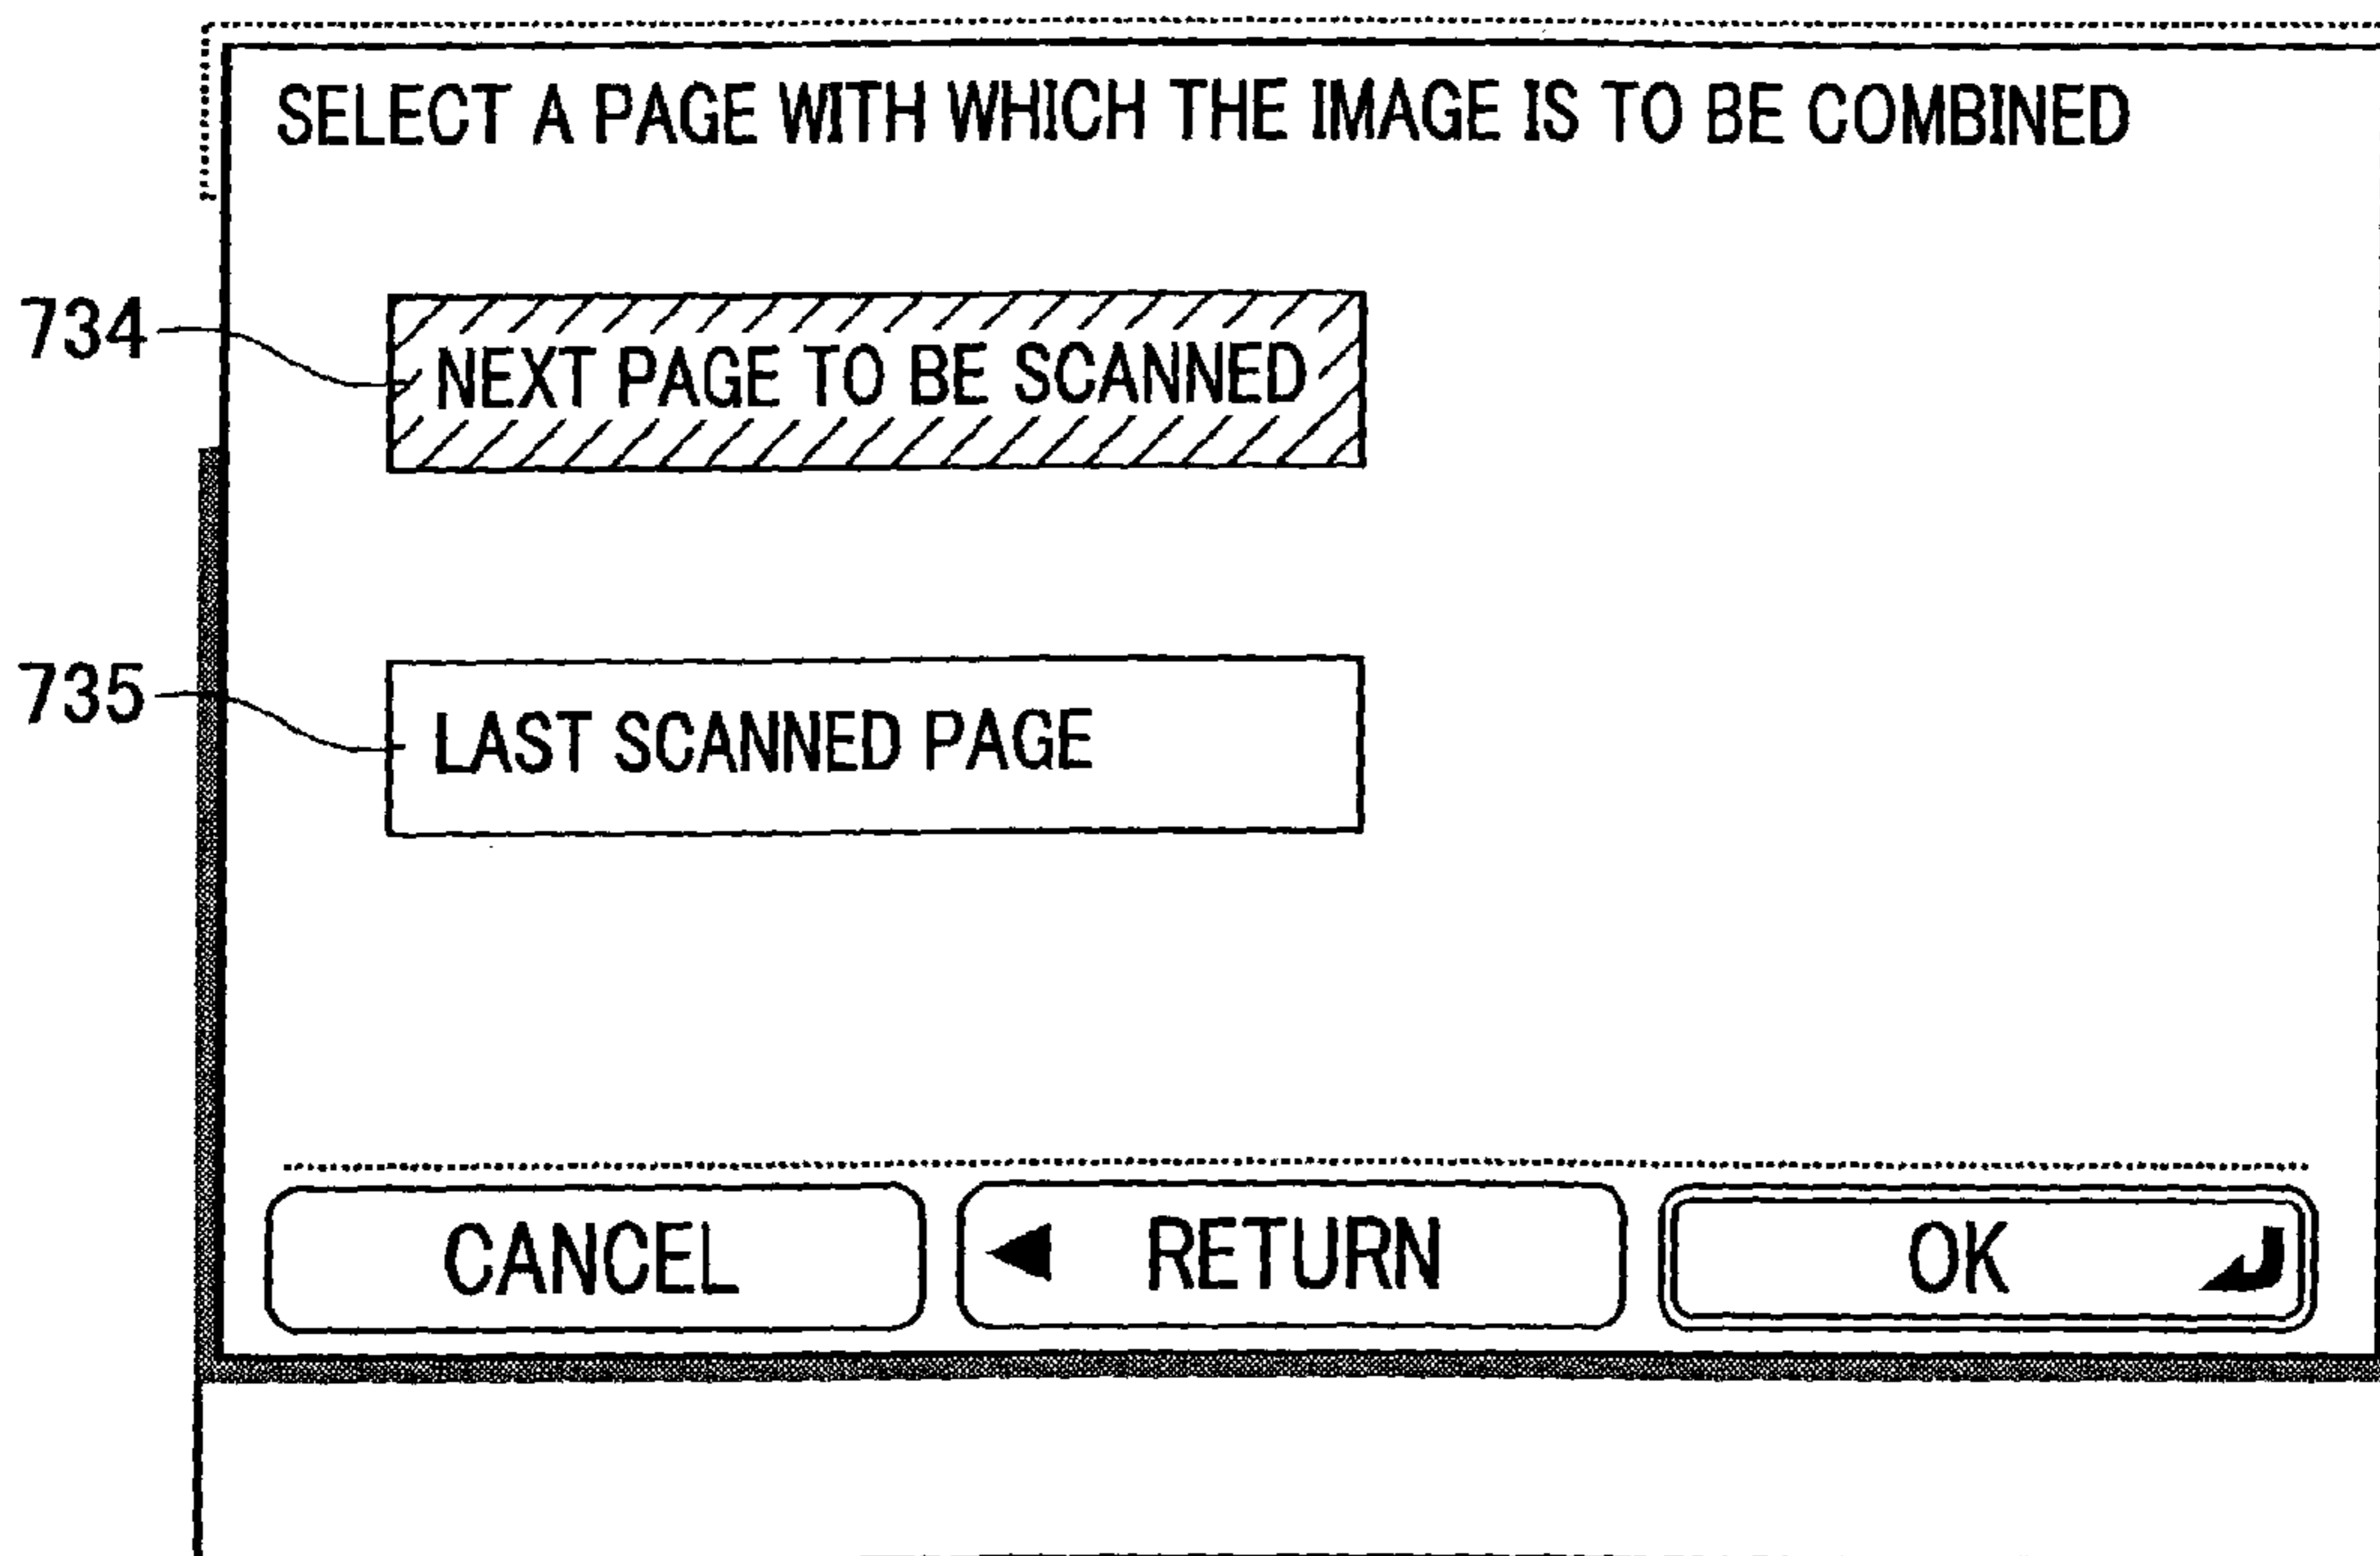 SELECT A PAGE WITH WHICH THE IMAGE IS TO BE COMBINED
734
NEXT PAGE TO BE SCANNED
735
LAST SCANNED PAGE
CANCEL
RETURN
OK